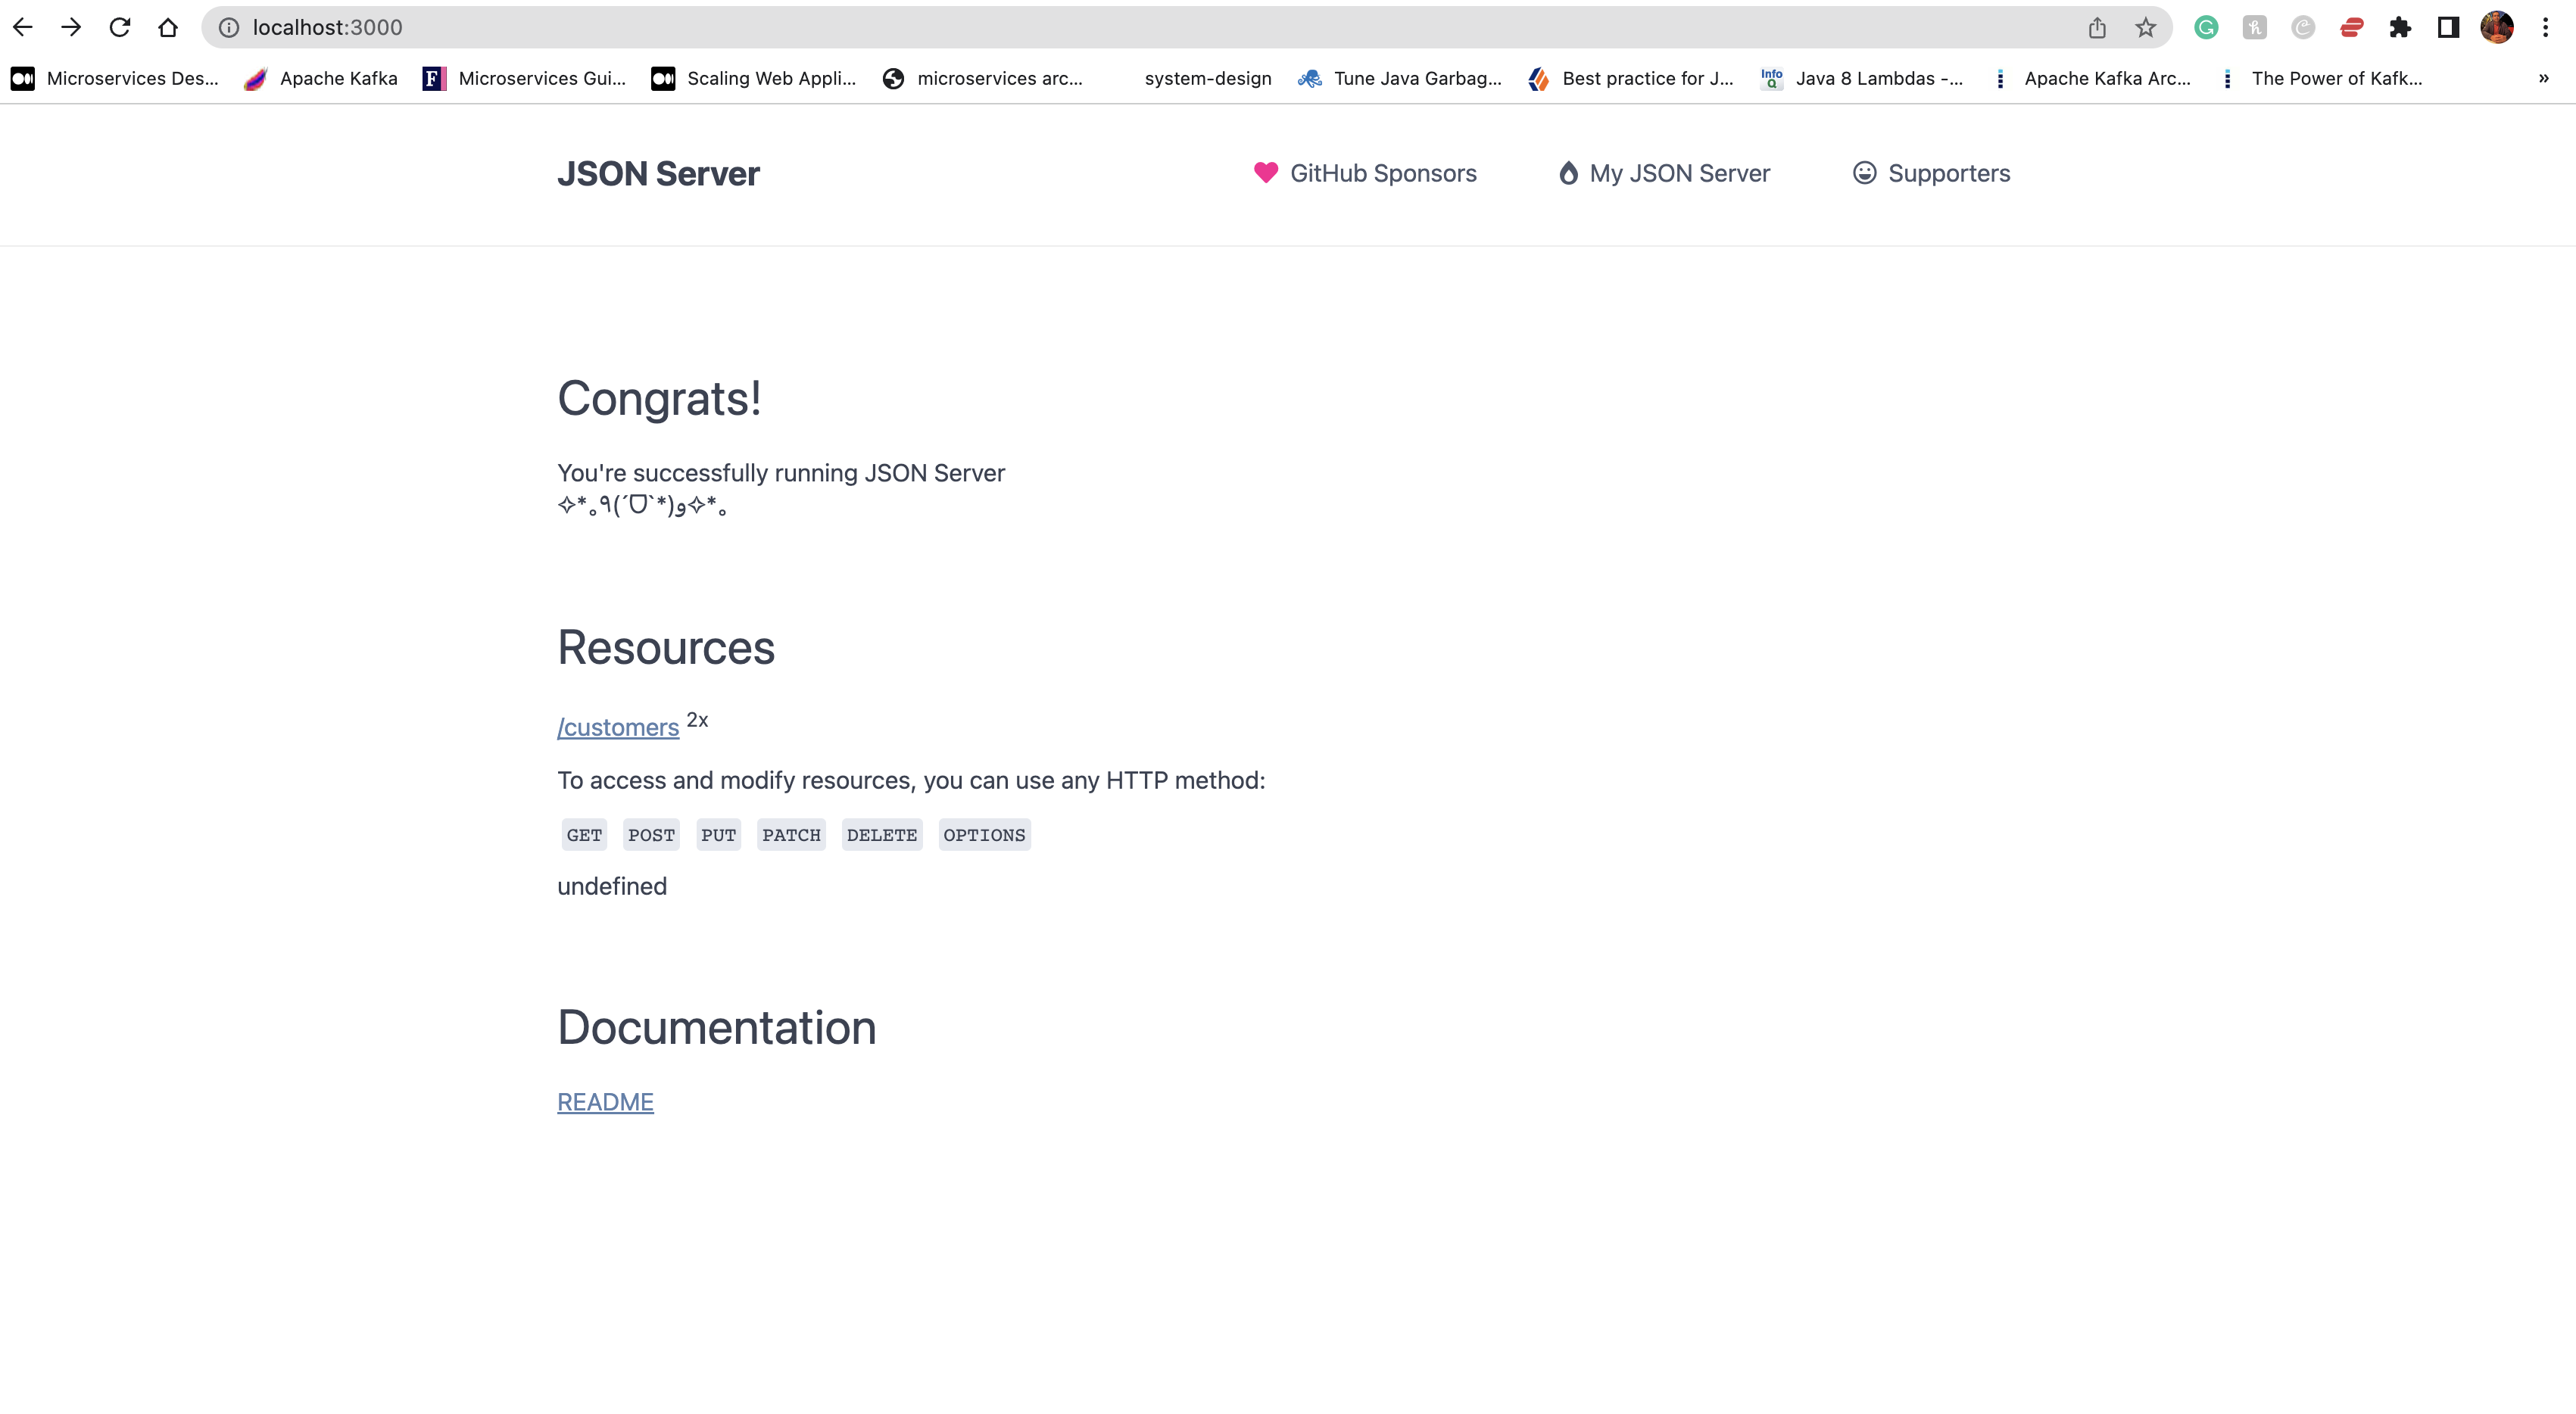 localhost:3000
Microservices Des... Apache Kafka Microservices Gui... Scaling Web Appli... microservices arc... system-design Tune Java Garbag... Best practice for J... Java 8 Lambdas -... Apache Kafka Arc... The Power of Kafk... »
JSON Server GitHub Sponsors My JSON Server Supporters
Congrats!
You're successfully running JSON Server
✧*｡٩(ˊᗜˋ*)و✧*｡
Resources
/customers 2x
To access and modify resources, you can use any HTTP method:
GET POST PUT PATCH DELETE OPTIONS
undefined
Documentation
README